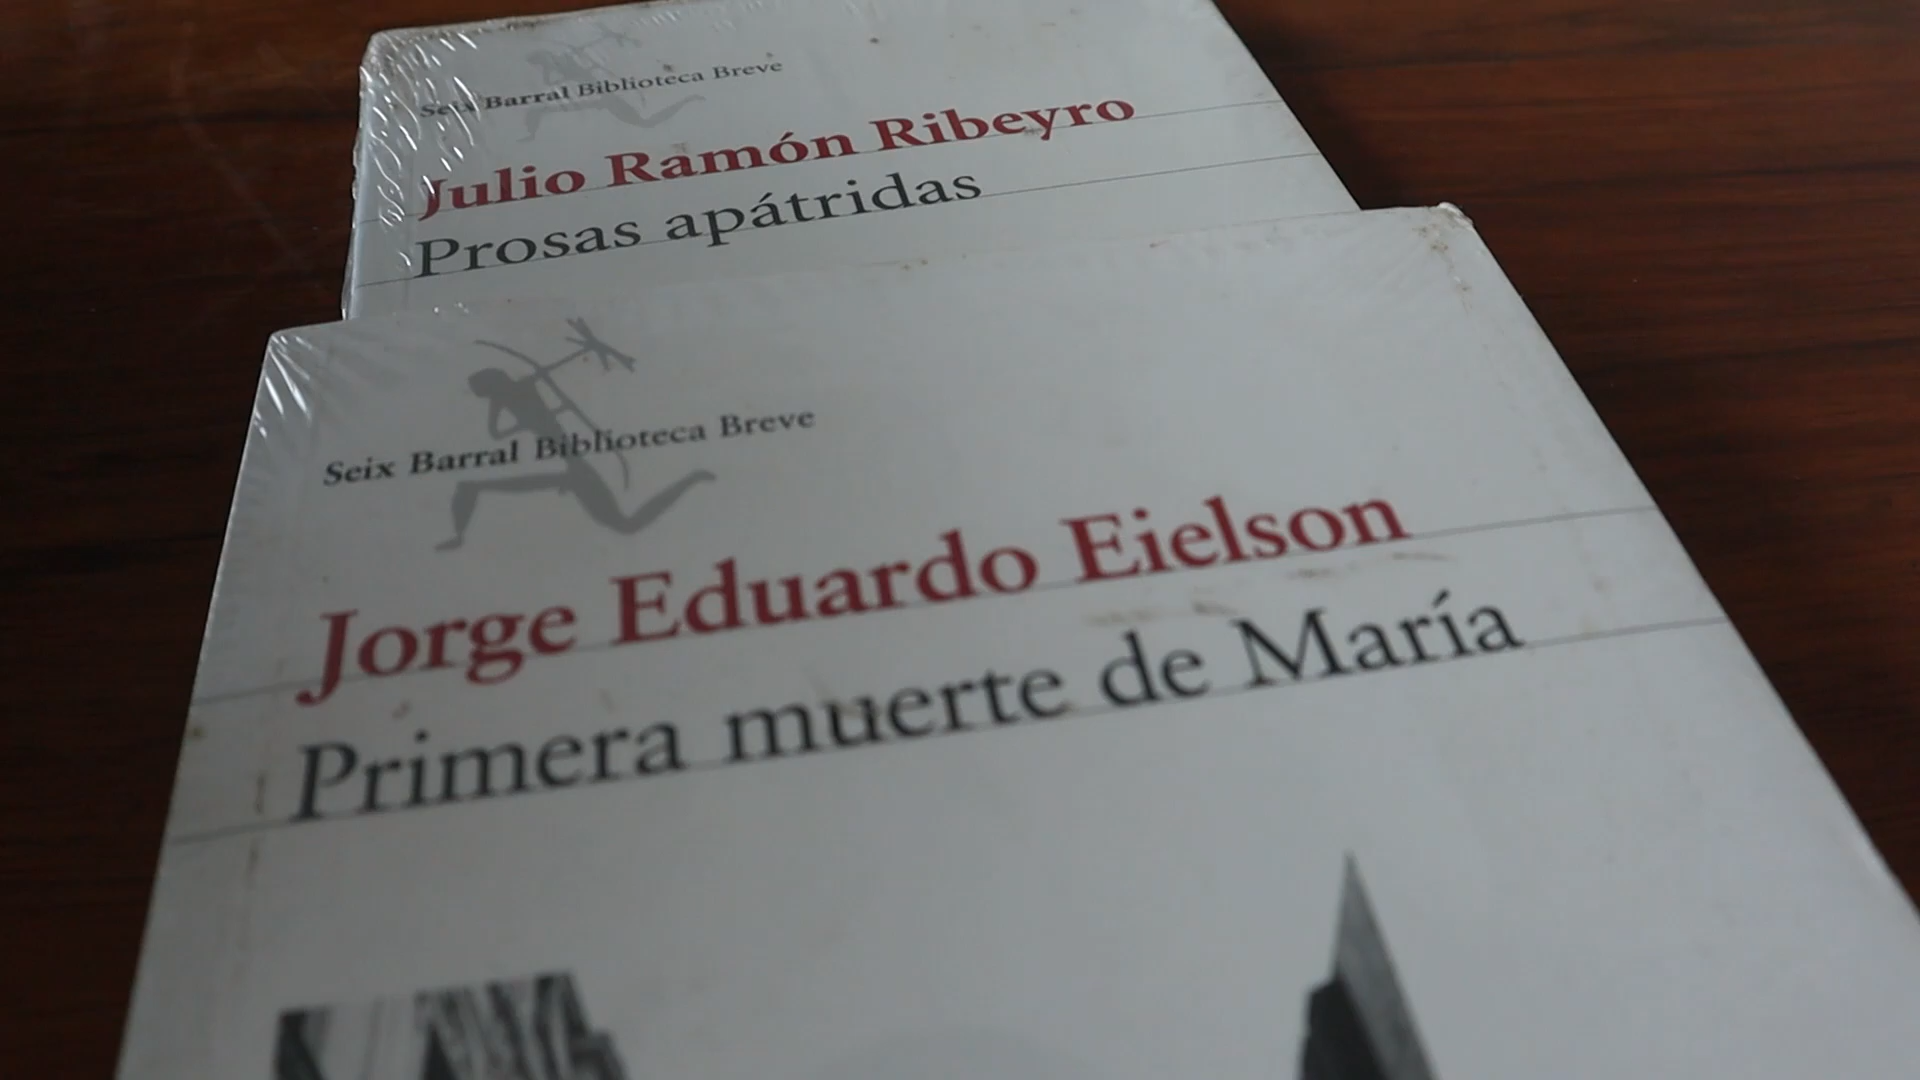 Seix Barral Biblioteca Breve
Julio Ramón Ribeyro
Prosas apátridas
Seix Barral Biblioteca Breve
Jorge Eduardo Eielson
Primera muerte de María